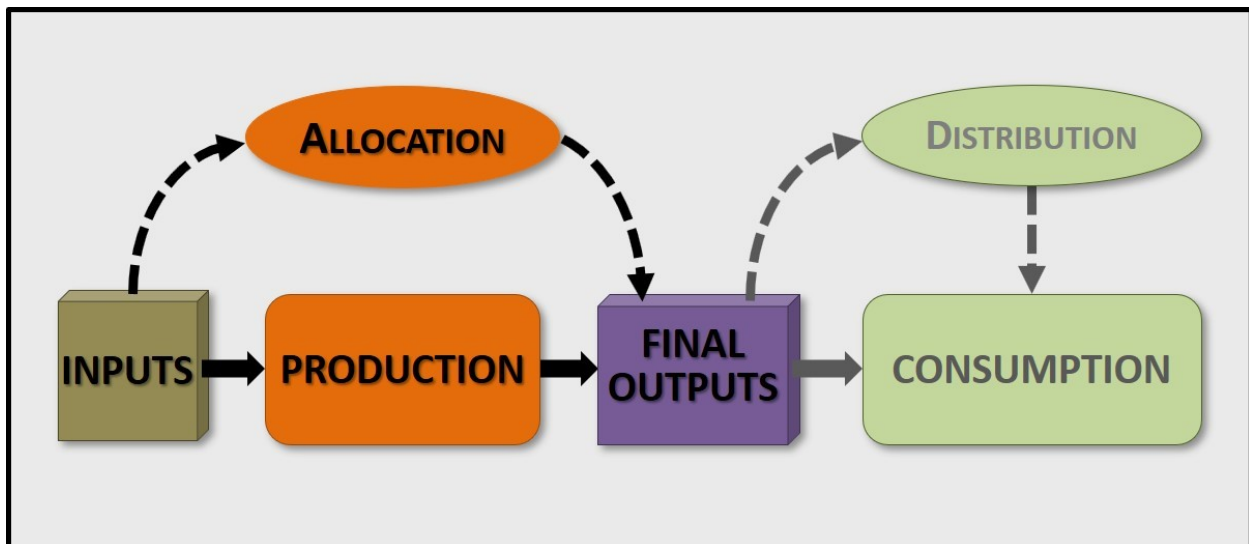 ALLOCATION
DISTRIBUTION
INPUTS
PRODUCTION
FINAL
OUTPUTS
CONSUMPTION